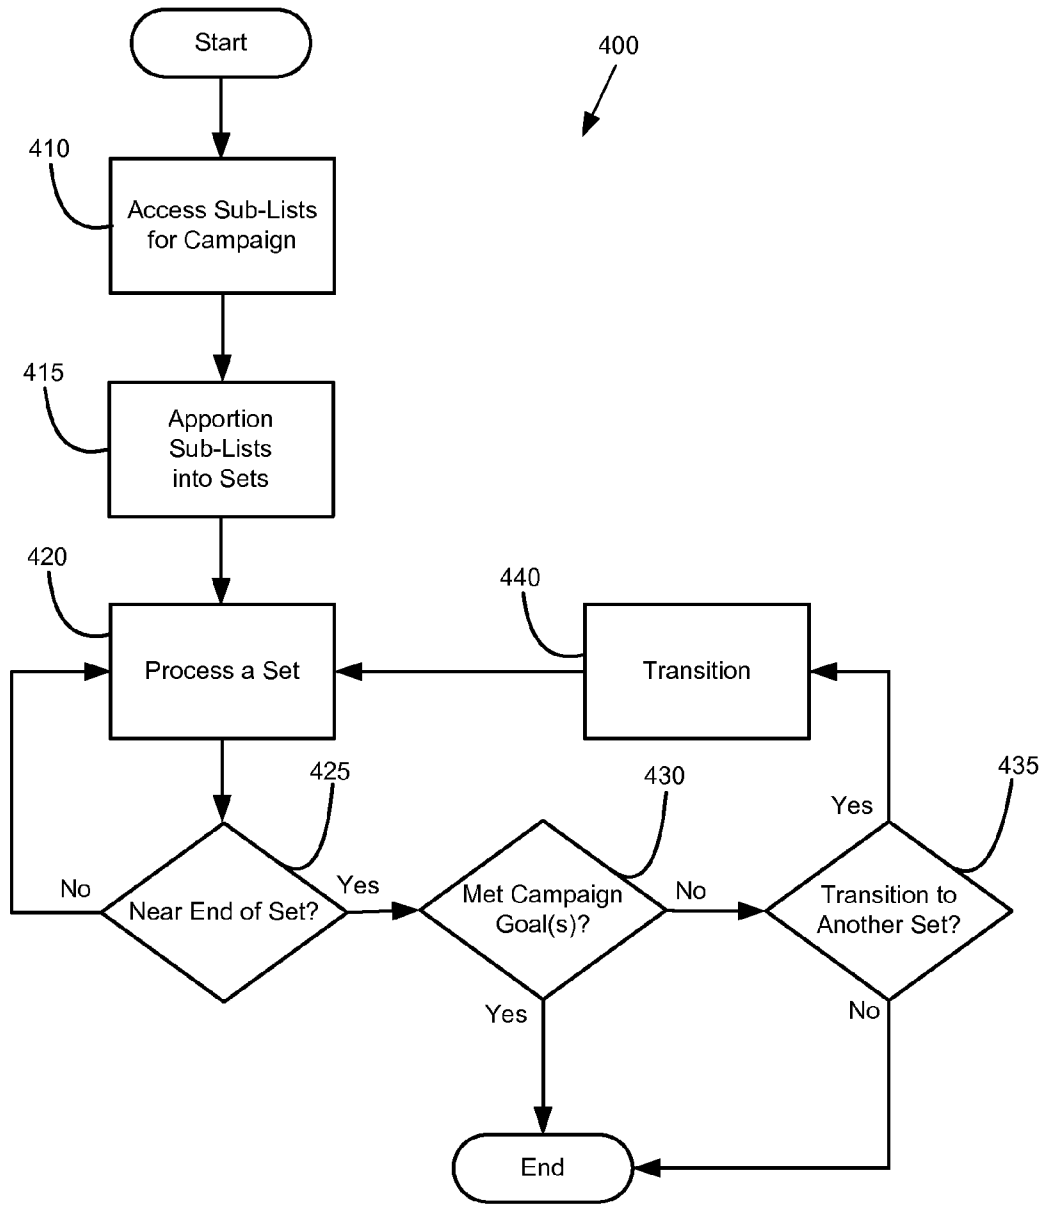 Start
400
410
Access Sub-Lists
for Campaign
415
Apportion
Sub-Lists
into Sets
420
Process a Set
440
Transition
425
Near End of Set?
No
Yes
430
Met Campaign
Goal(s)?
No
Yes
435
Transition to
Another Set?
Yes
No
End